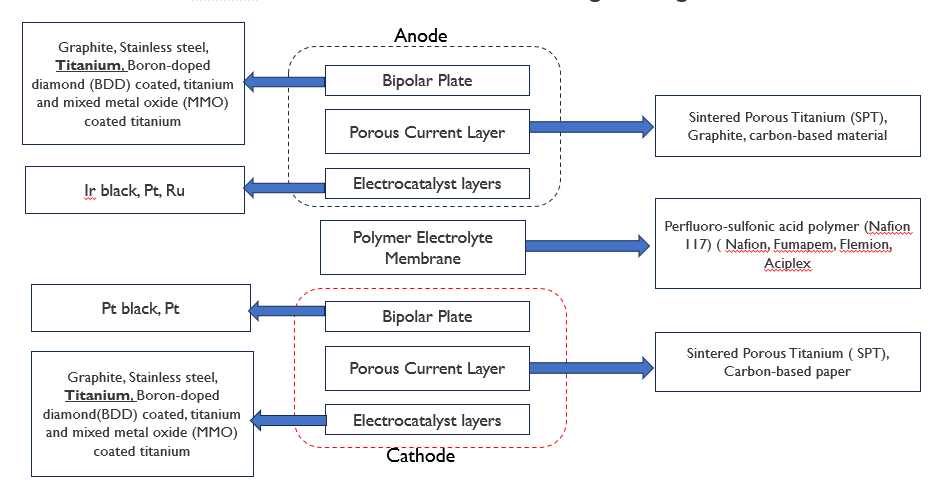 Anode
Graphite, Stainless steel,
Titanium, Boron-doped
diamond (BDD) coated, titanium
and mixed metal oxide (MMO)
coated titanium
Bipolar Plate
Porous Current Layer
Sintered Porous Titanium (SPT),
Graphite, carbon-based material
Ir black, Pt, Ru
Electrocatalyst layers
Polymer Electrolyte
Membrane
Perfluoro-sulfonic acid polymer (Nafion
117) ( Nafion, Fumapem, Flemion,
Aciplex
Pt black, Pt
Bipolar Plate
Porous Current Layer
Sintered Porous Titanium ( SPT),
Carbon-based paper
Graphite, Stainless steel,
Titanium, Boron-doped
diamond(BDD) coated, titanium
and mixed metal oxide (MMO)
coated titanium
Electrocatalyst layers
Cathode